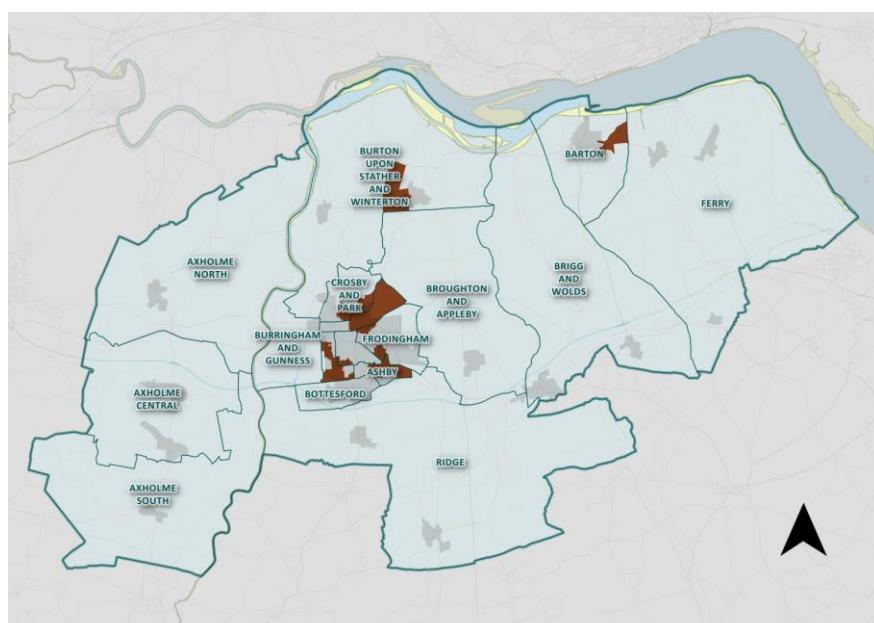 BURTON
UPON
STATHER
AND
WINTERTON
BARTON
FERRY
AXHOLME
NORTH
CROSBY
AND
PARK
BROUGHTON
AND
APPLEBY
BRIGG
AND
WOLDS
BURRINGHAM
AND
GUNNESS
FRODINGHAM
ASHBY
BOTTESFORD
AXHOLME
CENTRAL
AXHOLME
SOUTH
RIDGE